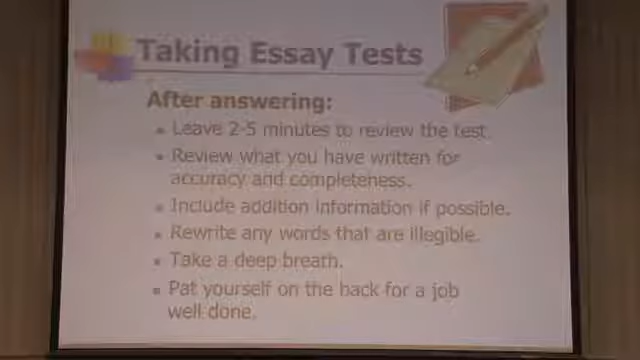 Taking Essay Tests
After answering:
Leave 2-5 minutes to review the test.
Review what you have written for
accuracy and completeness.
Include addition information if possible.
Rewrite any words that are illegible.
Take a deep breath.
Pat yourself on the back for a job
well done.